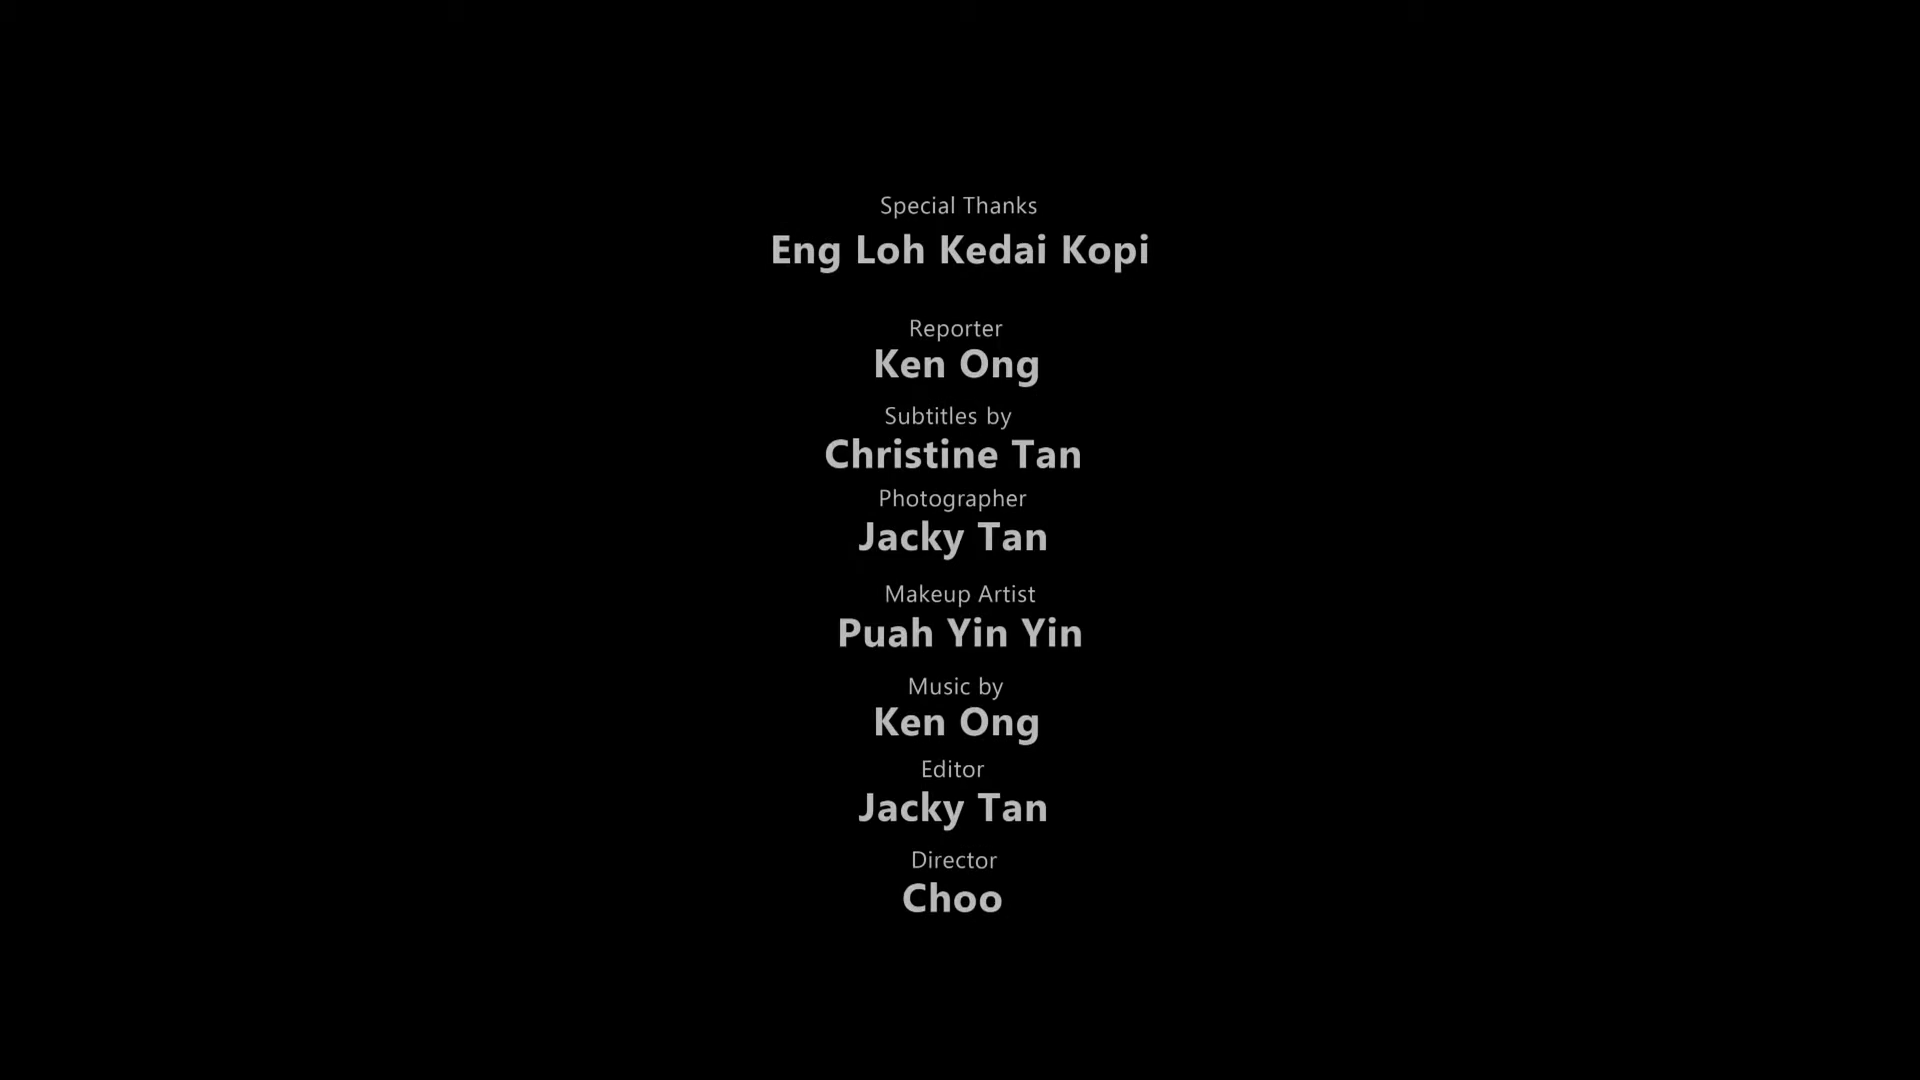 Special Thanks
Eng Loh Kedai Kopi
Reporter
Ken Ong
Subtitles by
Christine Tan
Photographer
Jacky Tan
Makeup Artist
Puah Yin Yin
Music by
Ken Ong
Editor
Jacky Tan
Director
Choo